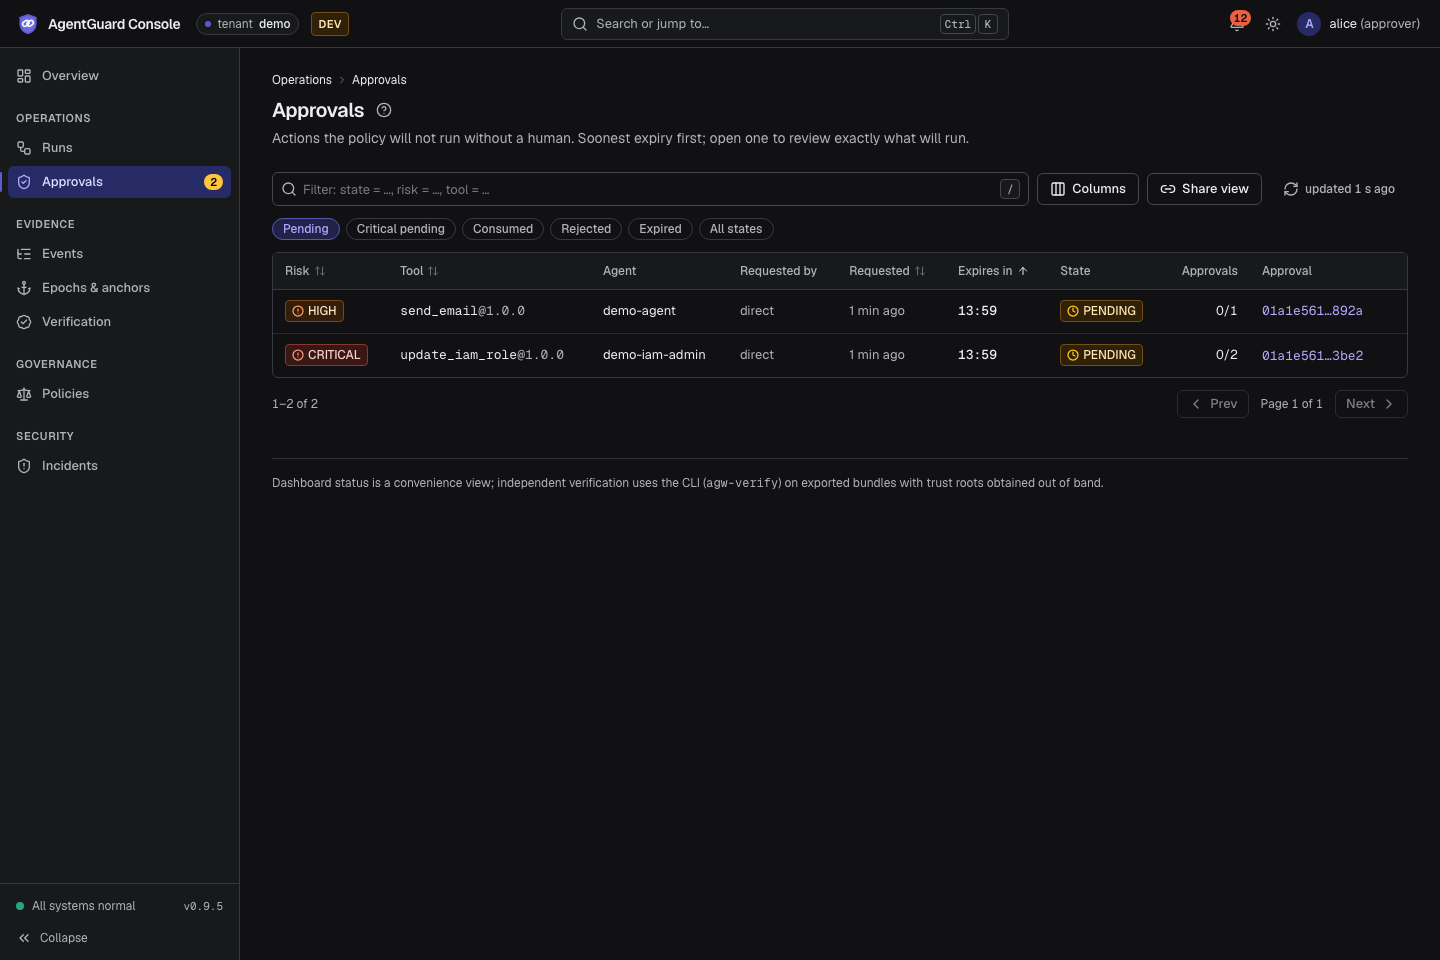 AgentGuard Console
tenant demo
DEV
Search or jump to...
Ctrl K
12
A
alice (approver)
Overview
OPERATIONS
Runs
Approvals 2
EVIDENCE
Events
Epochs & anchors
Verification
GOVERNANCE
Policies
SECURITY
Incidents
All systems normal v0.9.5
Collapse
Operations > Approvals
Approvals
Actions the policy will not run without a human. Soonest expiry first; open one to review exactly what will run.
Filter: state = ..., risk = ..., tool = ... /
Columns
Share view
updated 1 s ago
Pending Critical pending Consumed Rejected Expired All states
Risk Tool Agent Requested by Requested Expires in State Approvals Approval
HIGH send_email@1.0.0 demo-agent direct 1 min ago 13:59 PENDING 0/1 01a1e561…892a
CRITICAL update_iam_role@1.0.0 demo-iam-admin direct 1 min ago 13:59 PENDING 0/2 01a1e561…3be2
1–2 of 2
Prev Page 1 of 1 Next
Dashboard status is a convenience view; independent verification uses the CLI (agw-verify) on exported bundles with trust roots obtained out of band.